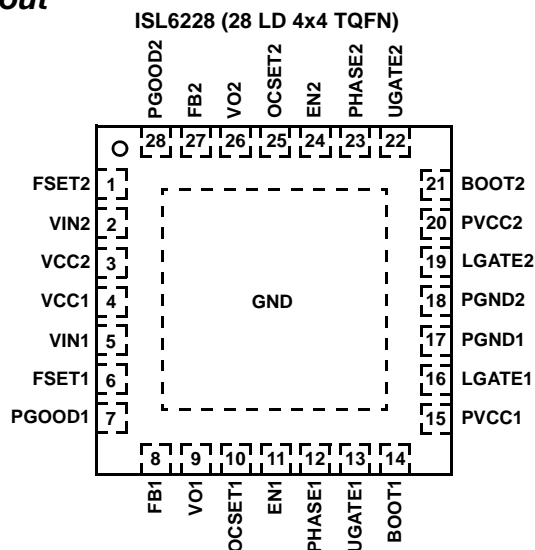 out
ISL6228 (28 LD 4x4 TQFN)
PGOOD2
FB2
VO2
OCSET2
EN2
PHASE2
UGATE2
28 27 26 25 24 23 22
FSET2 1
VIN2 2
VCC2 3
VCC1 4
VIN1 5
FSET1 6
PGOOD1 7
GND
21 BOOT2
20 PVCC2
19 LGATE2
18 PGND2
17 PGND1
16 LGATE1
15 PVCC1
8 9 10 11 12 13 14
FB1
VO1
OCSET1
EN1
PHASE1
UGATE1
BOOT1